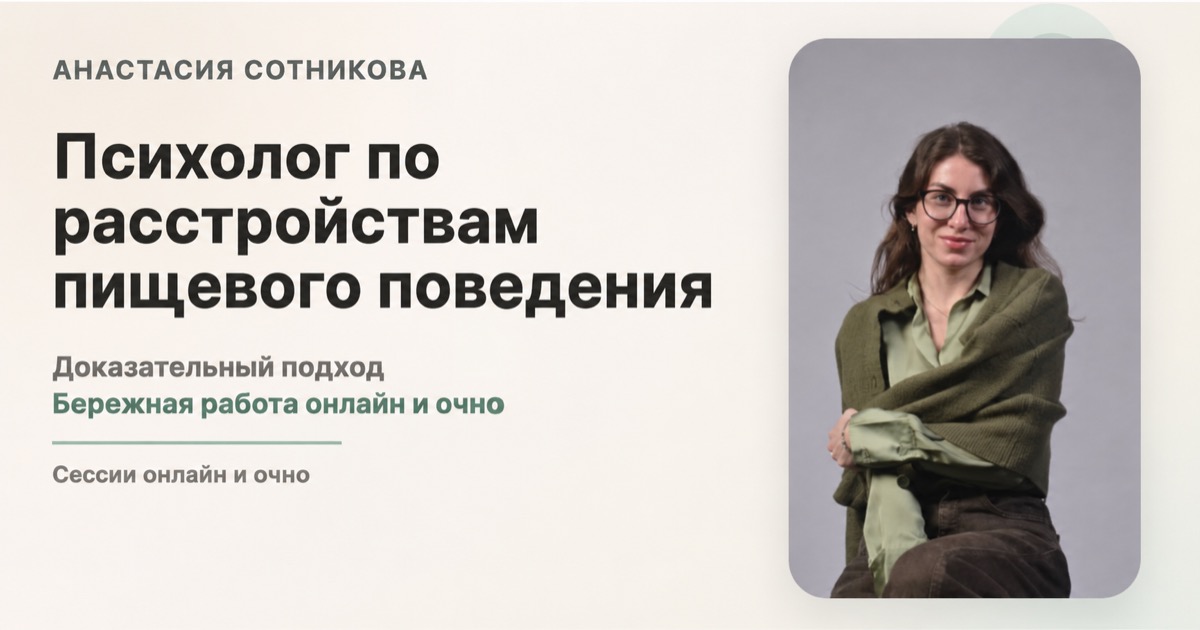 АНАСТАСИЯ СОТНИКОВА
Психолог по
расстройствам
пищевого поведения
Доказательный подход
Бережная работа онлайн и очно
Сессии онлайн и очно